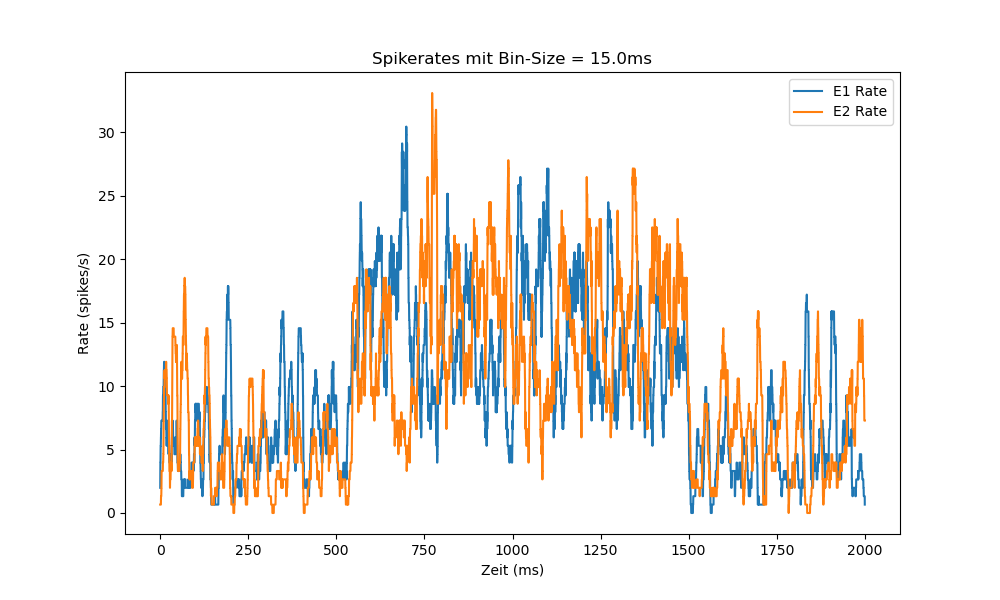 Spikerates mit Bin-Size = 15.0ms
E1 Rate
E2 Rate
Rate (spikes/s)
30
25
20
15
10
5
0
0 250 500 750 1000 1250 1500 1750 2000
Zeit (ms)